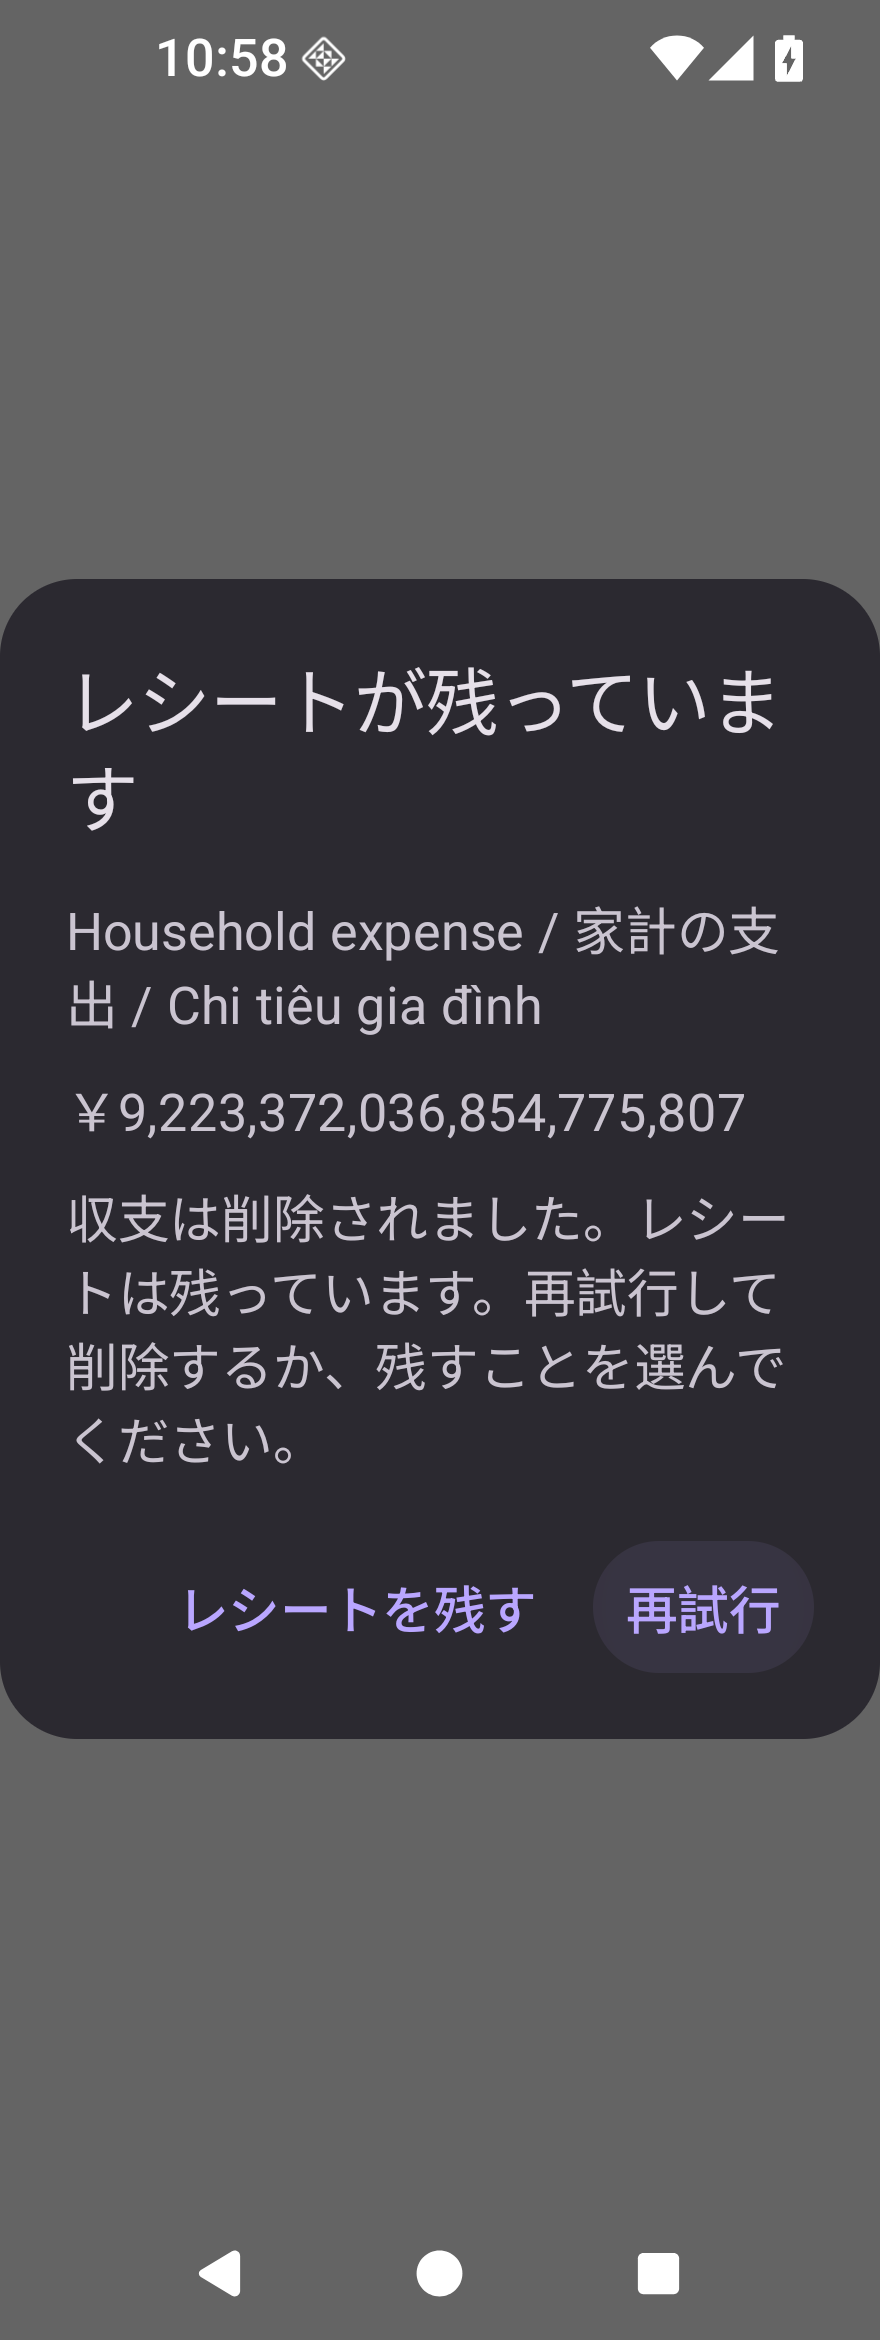 10:58
レシートが残っていま
す
Household expense / 家計の支
出 / Chi tiêu gia đình
￥9,223,372,036,854,775,807
収支は削除されました。レシー
トは残っています。再試行して
削除するか、残すことを選んで
ください。
レシートを残す 再試行